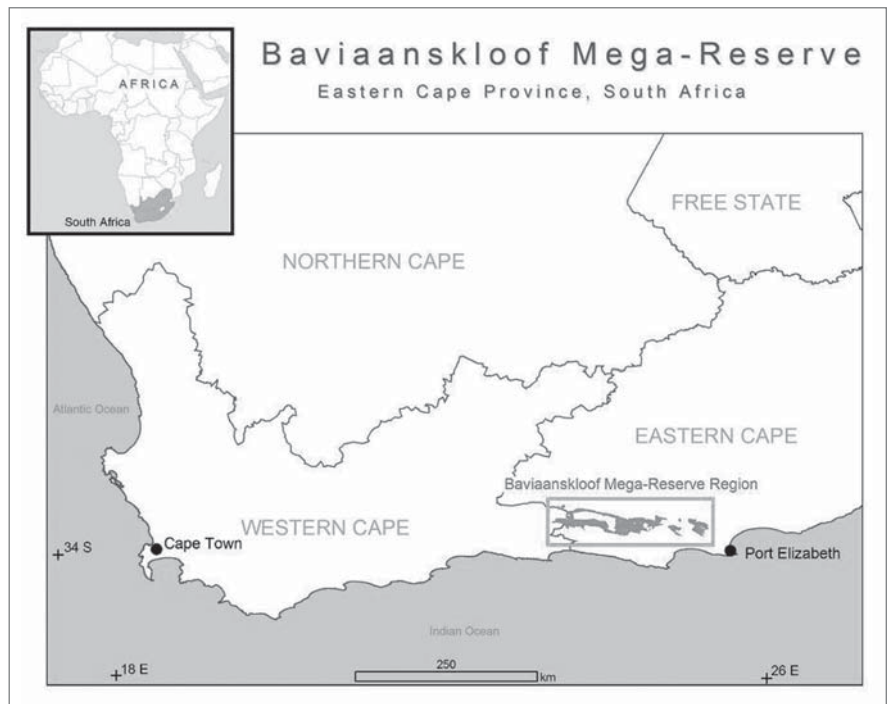 Baviaanskloof Mega-Reserve
Eastern Cape Province, South Africa
AFRICA
South Africa
FREE STATE
NORTHERN CAPE
Atlantic Ocean
EASTERN CAPE
Baviaanskloof Mega-Reserve Region
WESTERN CAPE
34 S
Cape Town
Port Elizabeth
Indian Ocean
18 E
250
km
26 E